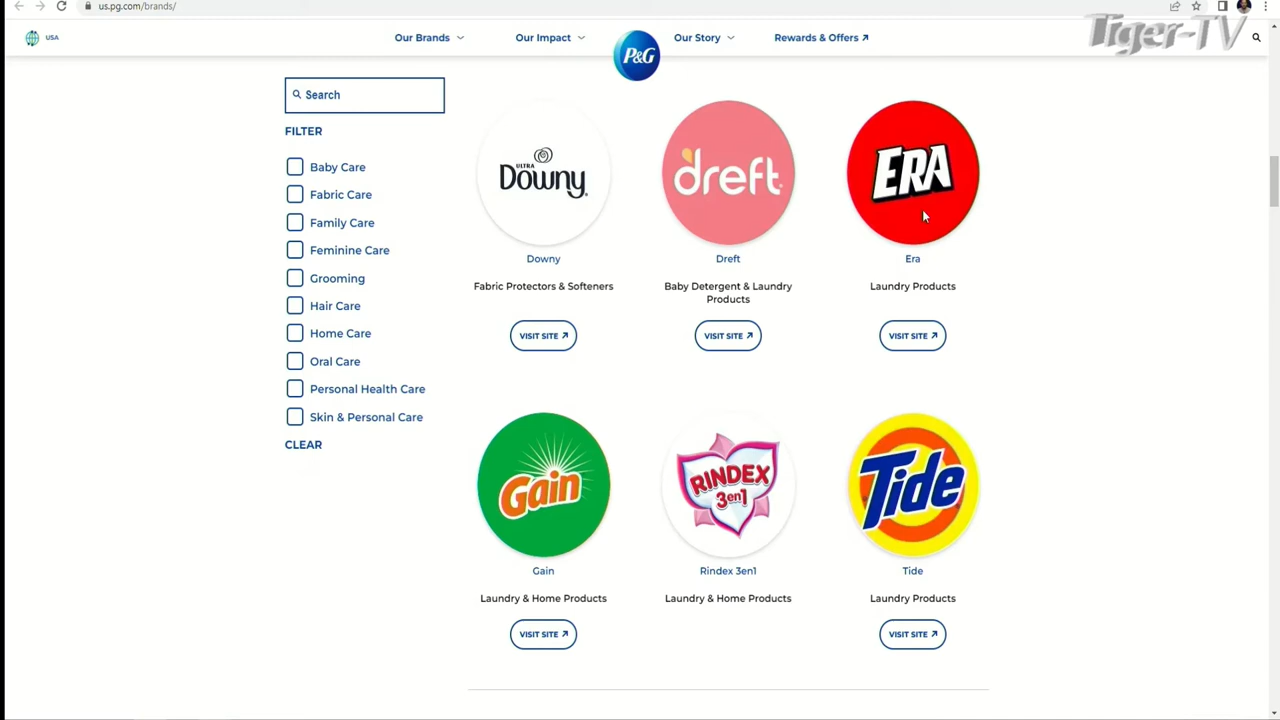 us.pg.com/brands/
Tiger-TV
USA
Our Brands
Our Impact
P&G
Our Story
Rewards & Offers
Search
FILTER
Baby Care
Fabric Care
Family Care
Feminine Care
Grooming
Hair Care
Home Care
Oral Care
Personal Health Care
Skin & Personal Care
CLEAR
ULTRA
Downy
dreft
ERA
Downy
Dreft
Era
Fabric Protectors & Softeners
Baby Detergent & Laundry
Products
Laundry Products
VISIT SITE
VISIT SITE
VISIT SITE
Gain
RINDEX
3en1
Tide
Gain
Rindex 3en1
Tide
Laundry & Home Products
Laundry & Home Products
Laundry Products
VISIT SITE
VISIT SITE